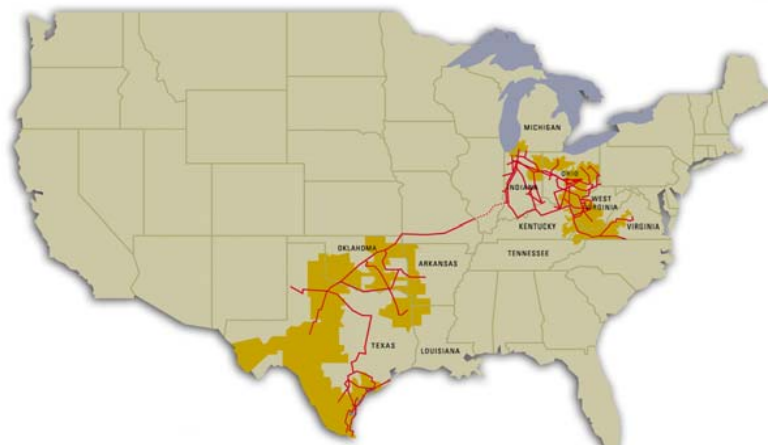 MICHIGAN
OHIO
INDIANA
WEST
VIRGINIA
KENTUCKY
VIRGINIA
TENNESSEE
OKLAHOMA
ARKANSAS
TEXAS
LOUISIANA